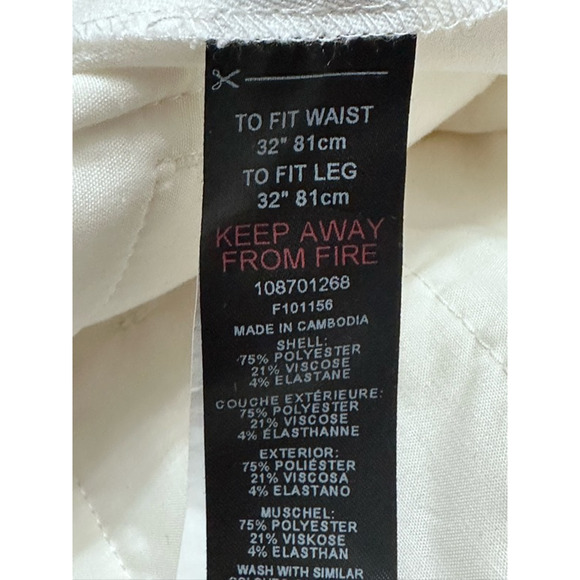 TO FIT WAIST
32" 81cm
TO FIT LEG
32" 81cm
KEEP AWAY
FROM FIRE
108701268
F101156
MADE IN CAMBODIA
SHELL:
75% POLYESTER
21% VISCOSE
4% ELASTANE
COUCHE EXTÉRIEURE:
75% POLYESTER
21% VISCOSE
4% ÉLASTHANNE
EXTERIOR:
75% POLIÉSTER
21% VISCOSA
4% ELASTANO
MUSCHEL:
75% POLYESTER
21% VISKOSE
4% ELASTHAN
WASH WITH SIMILAR